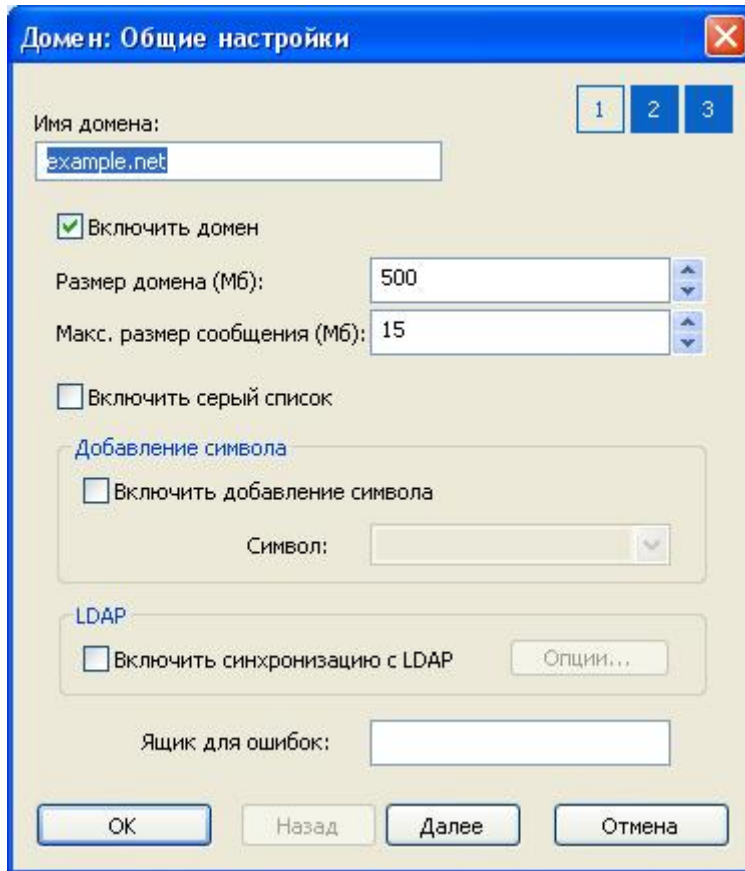 Домен: Общие настройки
1 2 3
Имя домена:
example.net
Включить домен
Размер домена (Мб): 500
Макс. размер сообщения (Мб): 15
Включить серый список
Добавление символа
Включить добавление символа
Символ:
LDAP
Включить синхронизацию с LDAP Опции...
Ящик для ошибок:
OK Назад Далее Отмена